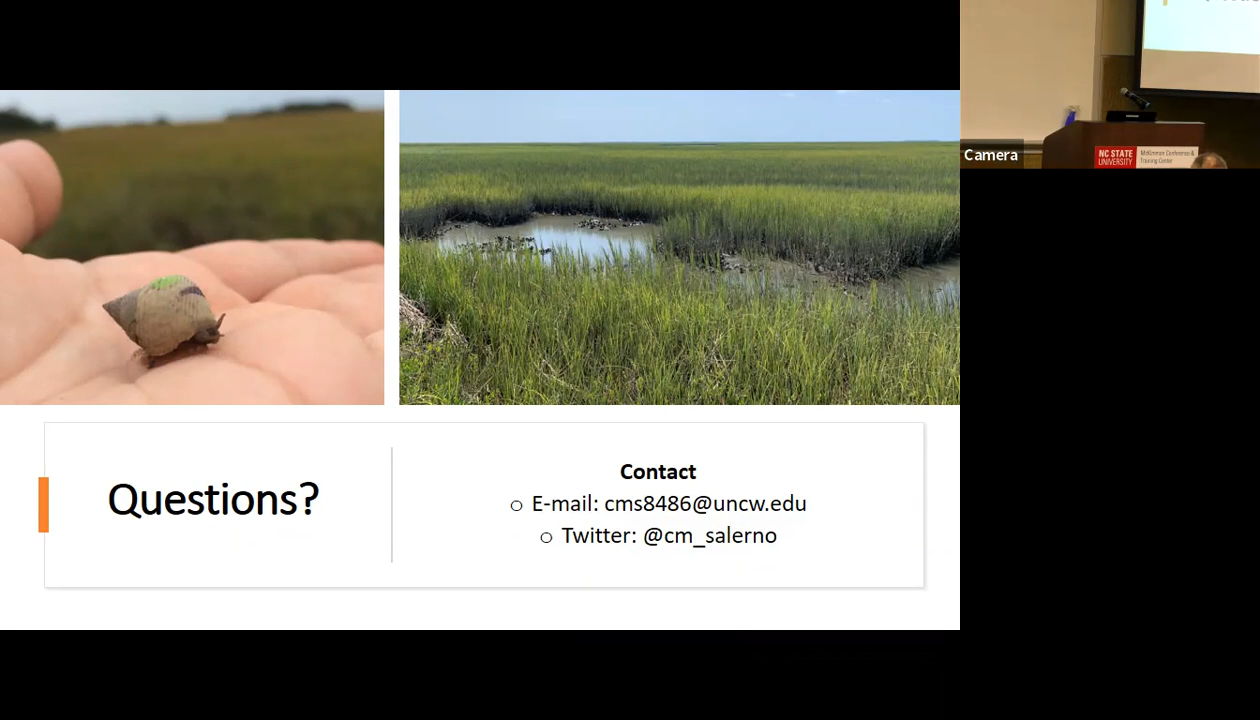 Questions?
Contact
E-mail: cms8486@uncw.edu
Twitter: @cm_salerno
Camera
NC STATE
UNIVERSITY
McKimmon Conference &
Training Center